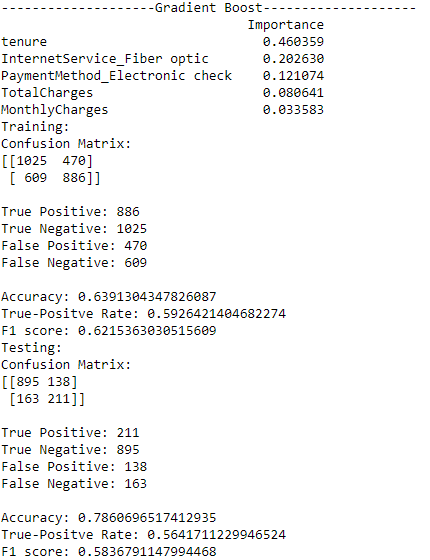 --------------------Gradient Boost--------------------
Importance
tenure 0.460359
InternetService_Fiber optic 0.202630
PaymentMethod_Electronic check 0.121074
TotalCharges 0.080641
MonthlyCharges 0.033583
Training:
Confusion Matrix:
[[1025 470]
[ 609 886]]
True Positive: 886
True Negative: 1025
False Positive: 470
False Negative: 609
Accuracy: 0.6391304347826087
True-Positve Rate: 0.5926421404682274
F1 score: 0.6215363030515609
Testing:
Confusion Matrix:
[[895 138]
[163 211]]
True Positive: 211
True Negative: 895
False Positive: 138
False Negative: 163
Accuracy: 0.7860696517412935
True-Positve Rate: 0.5641711229946524
F1 score: 0.5836791147994468